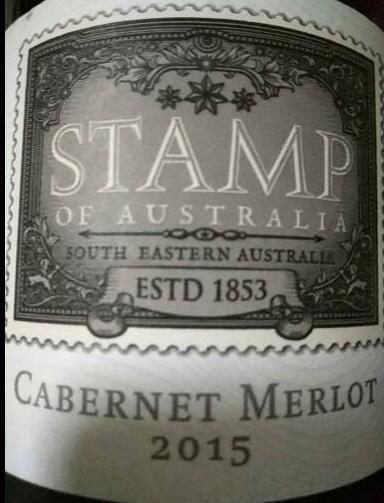 STAMP
OF AUSTRALIA
SOUTH EASTERN AUSTRALIA
ESTD 1853
CABERNET MERLOT
2015